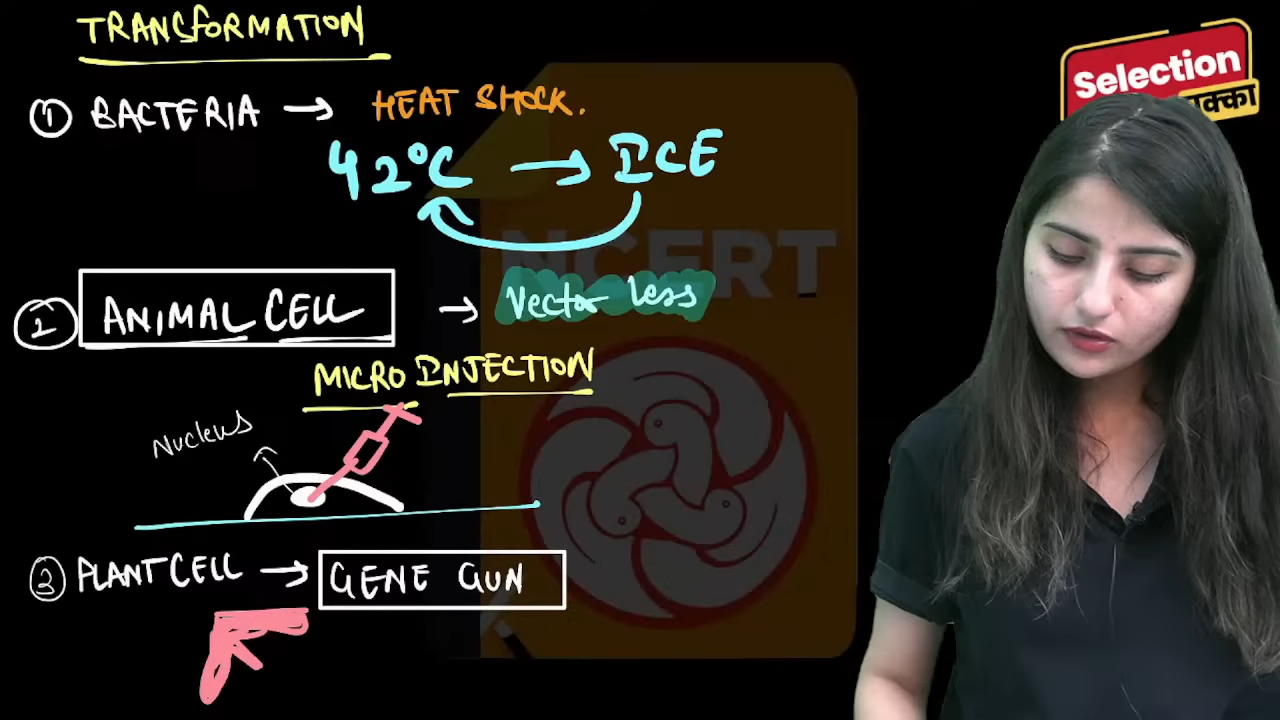 TRANSFORMATION
① BACTERIA → HEAT SHOCK.
42°C → ICE
② ANIMAL CELL → Vector less
MICRO INJECTION
Nucleus
③ PLANT CELL → GENE GUN
NCERT
Selection
पक्का